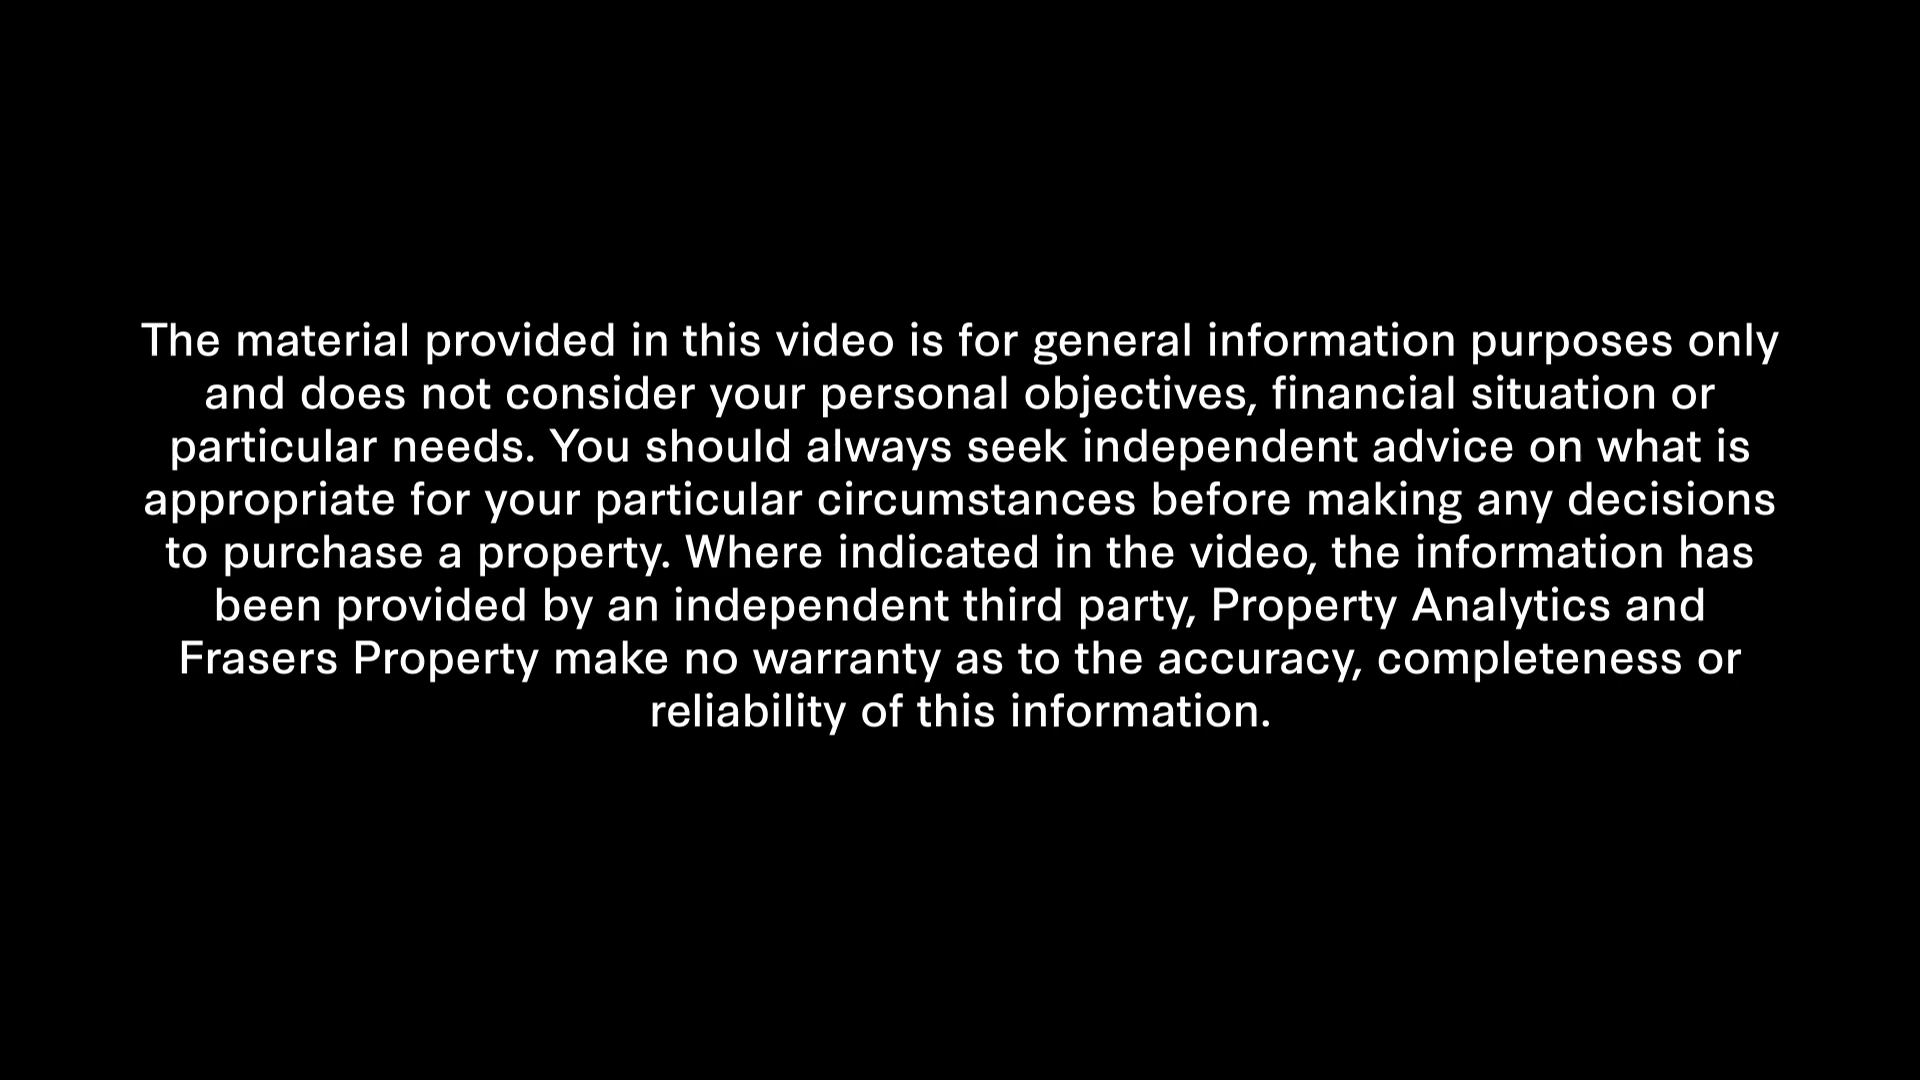 The material provided in this video is for general information purposes only
and does not consider your personal objectives, financial situation or
particular needs. You should always seek independent advice on what is
appropriate for your particular circumstances before making any decisions
to purchase a property. Where indicated in the video, the information has
been provided by an independent third party, Property Analytics and
Frasers Property make no warranty as to the accuracy, completeness or
reliability of this information.